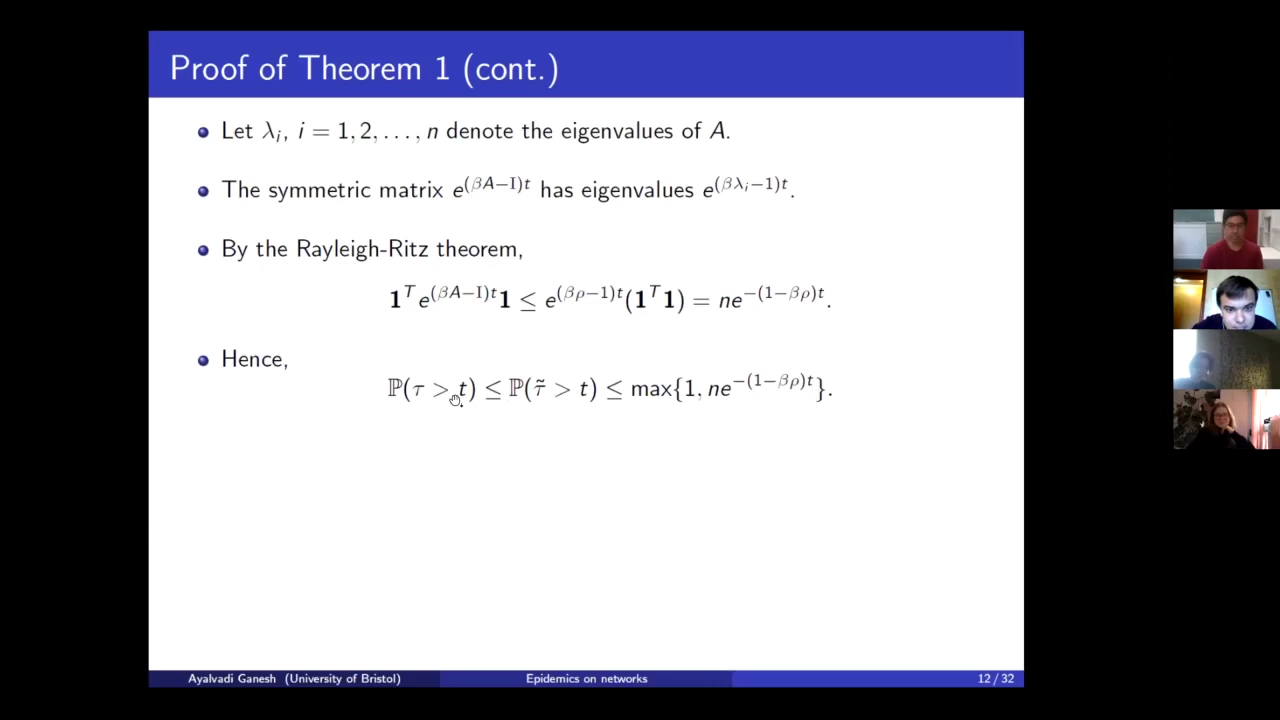 Proof of Theorem 1 (cont.)
Let λᵢ, i = 1, 2, . . . , n denote the eigenvalues of A.
The symmetric matrix e^{(βA−I)t} has eigenvalues e^{(βλᵢ−1)t}.
By the Rayleigh-Ritz theorem,
𝟏^T e^{(βA−I)t} 𝟏 ≤ e^{(βρ−1)t}(𝟏^T 𝟏) = ne^{−(1−βρ)t}.
Hence,
ℙ(τ > t) ≤ ℙ(τ̃ > t) ≤ max{1, ne^{−(1−βρ)t}}.
Ayalvadi Ganesh (University of Bristol) Epidemics on networks 12 / 32